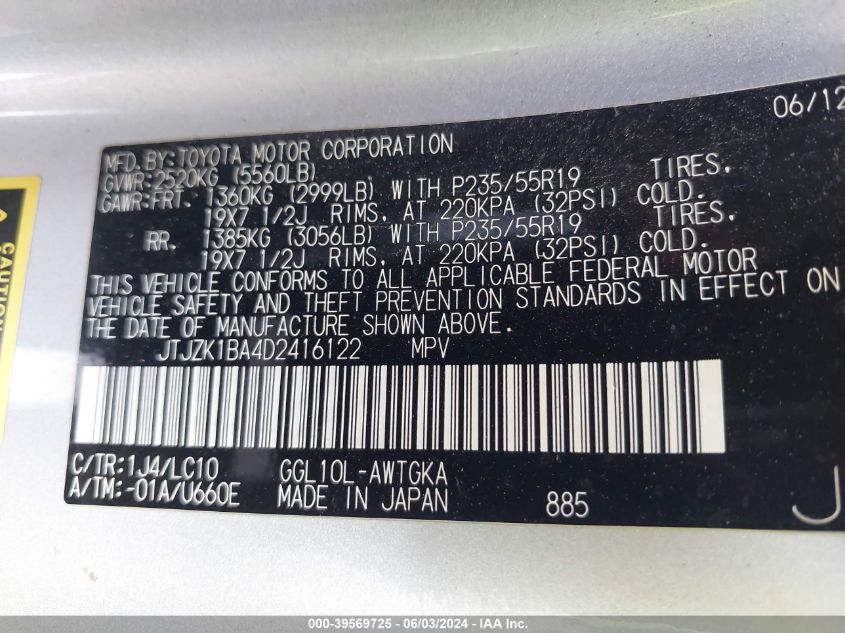 06/12
MFD. BY: TOYOTA MOTOR CORPORATION
GVWR: 2520KG (5560LB)
GAWR: FRT. 1360KG (2999LB) WITH P235/55R19 TIRES,
19X7 1/2J RIMS, AT 220KPA (32PSI) COLD.
RR. 1385KG (3056LB) WITH P235/55R19 TIRES,
19X7 1/2J RIMS, AT 220KPA (32PSI) COLD.
THIS VEHICLE CONFORMS TO ALL APPLICABLE FEDERAL MOTOR
VEHICLE SAFETY AND THEFT PREVENTION STANDARDS IN EFFECT ON
THE DATE OF MANUFACTURE SHOWN ABOVE.
JTJZK1BA4D2416122 MPV
C/TR: 1J4/LC10 GGL10L-AWTGKA
A/TM: -01A/U660E MADE IN JAPAN 885
J
CAUTION
000-39569725 - 06/03/2024 - IAA Inc.